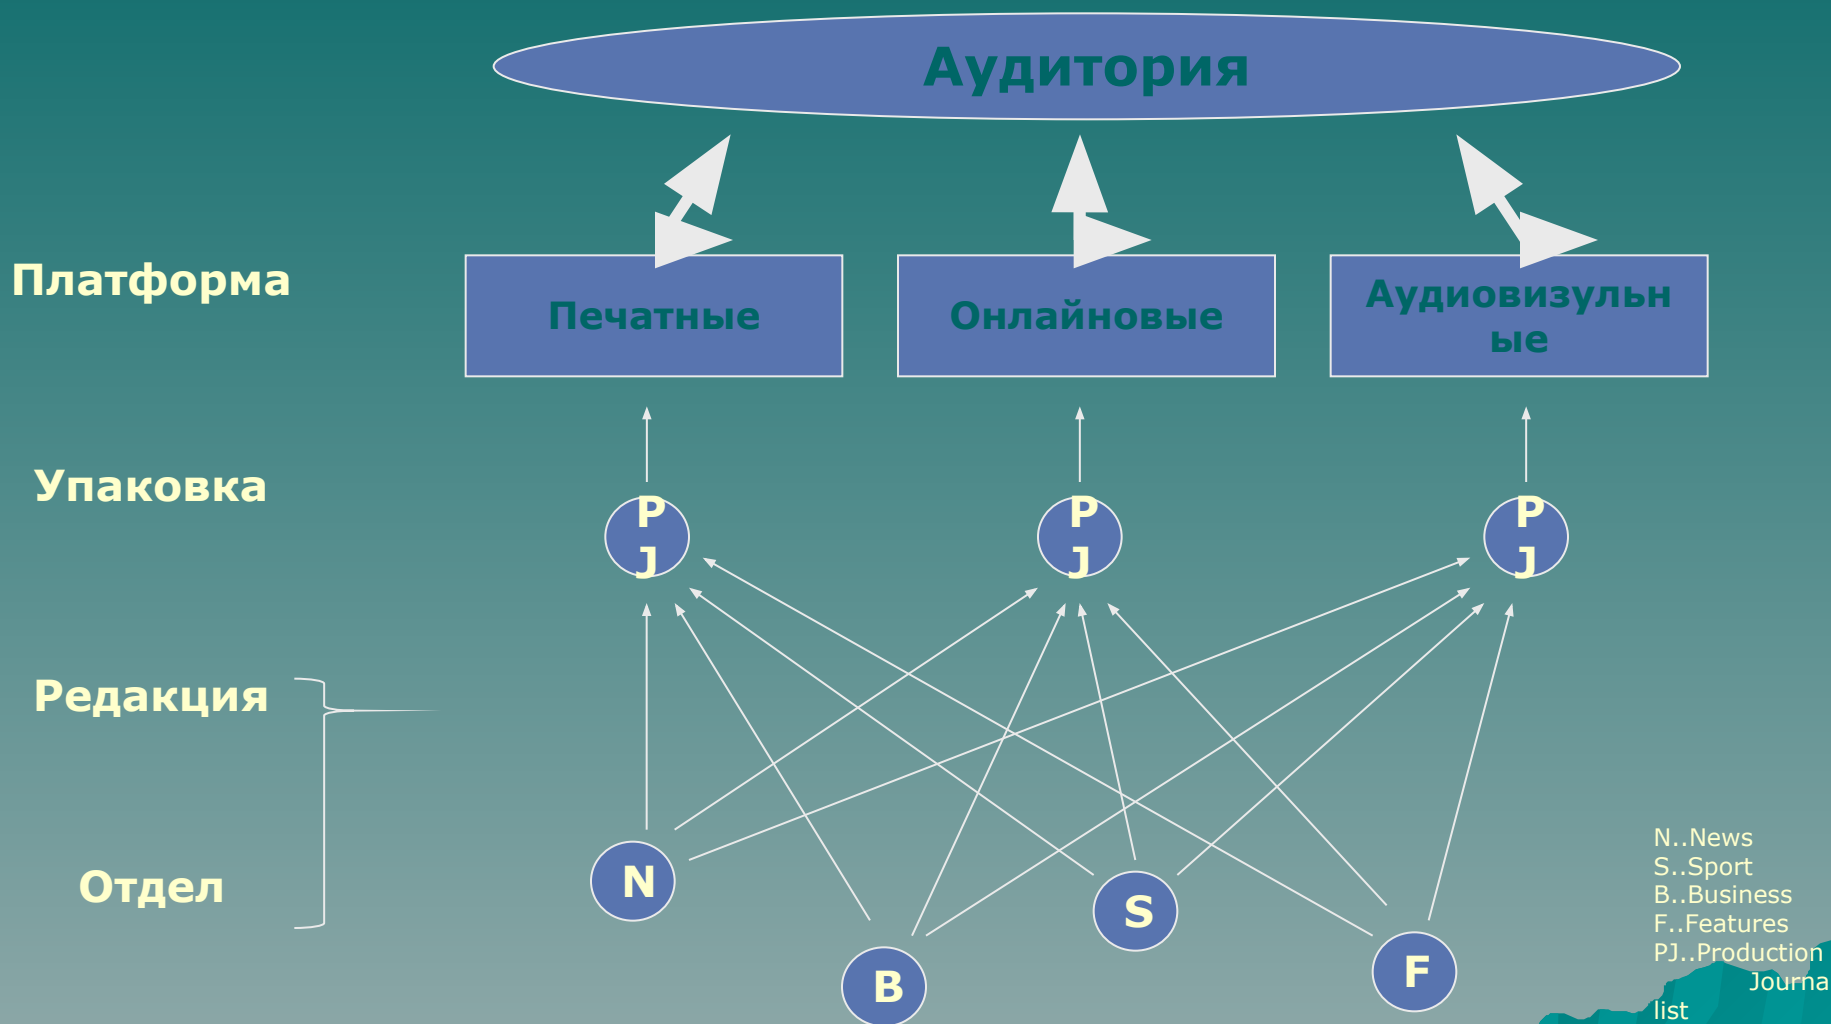 Аудитория
Платформа
Печатные
Онлайновые
Аудиовизульн
ые
Упаковка
P
J
P
J
P
J
Редакция
Отдел
N
B
S
F
N..News
S..Sport
B..Business
F..Features
PJ..Production
Journa
list